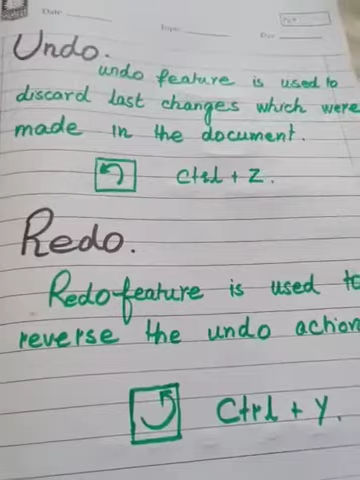 Undo.
undo feature is used to
discard last changes which were
made in the document.
Ctrl + Z.
Redo.
Redo feature is used to
reverse the undo action
Ctrl + Y.